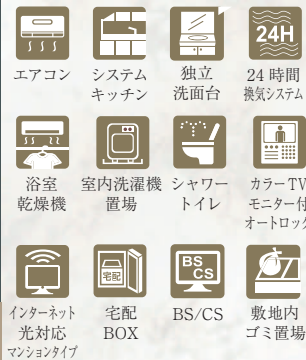 24H
エアコン
システム
キッチン
独立
洗面台
24 時間
換気システム
浴室
乾燥機
室内洗濯機
置場
シャワー
トイレ
カラーTV
モニター付
オートロック
宅配
BS
CS
インターネット
光対応
マンションタイプ
宅配
BOX
BS/CS
敷地内
ゴミ置場